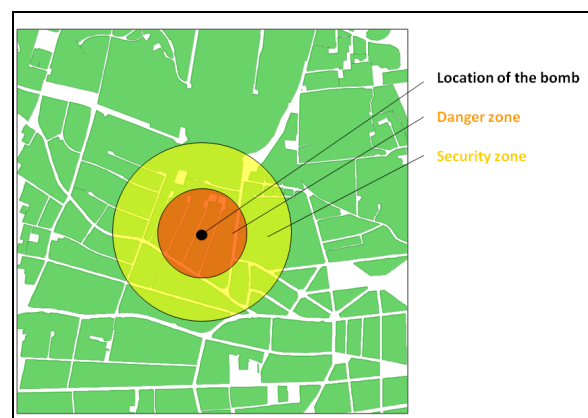 Location of the bomb
Danger zone
Security zone